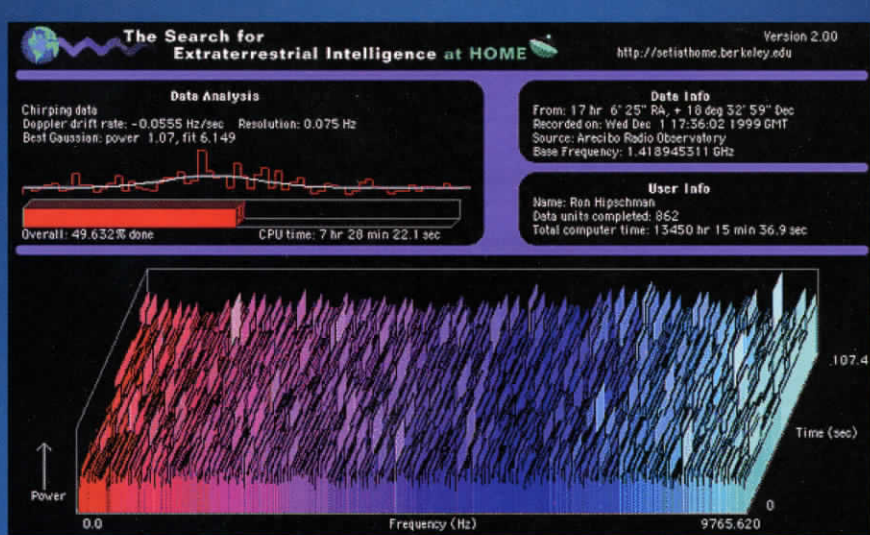 The Search for
Extraterrestrial Intelligence at HOME
Version 2.00
http://setiathome.berkeley.edu
Data Analysis
Chirping data
Doppler drift rate: -0.0555 Hz/sec Resolution: 0.075 Hz
Best Gaussian: power 1.07, fit 6.149
Overall: 49.632% done CPU time: 7 hr 28 min 22.1 sec
Data Info
From: 17 hr 6' 25" RA, + 18 deg 32' 59" Dec
Recorded on: Wed Dec 1 17:36:02 1999 GMT
Source: Arecibo Radio Observatory
Base Frequency: 1.418945311 GHz
User Info
Name: Ron Hipschman
Data units completed: 862
Total computer time: 13450 hr 15 min 36.9 sec
107.4
Time (sec)
Power
0
0.0 Frequency (Hz) 9765.620